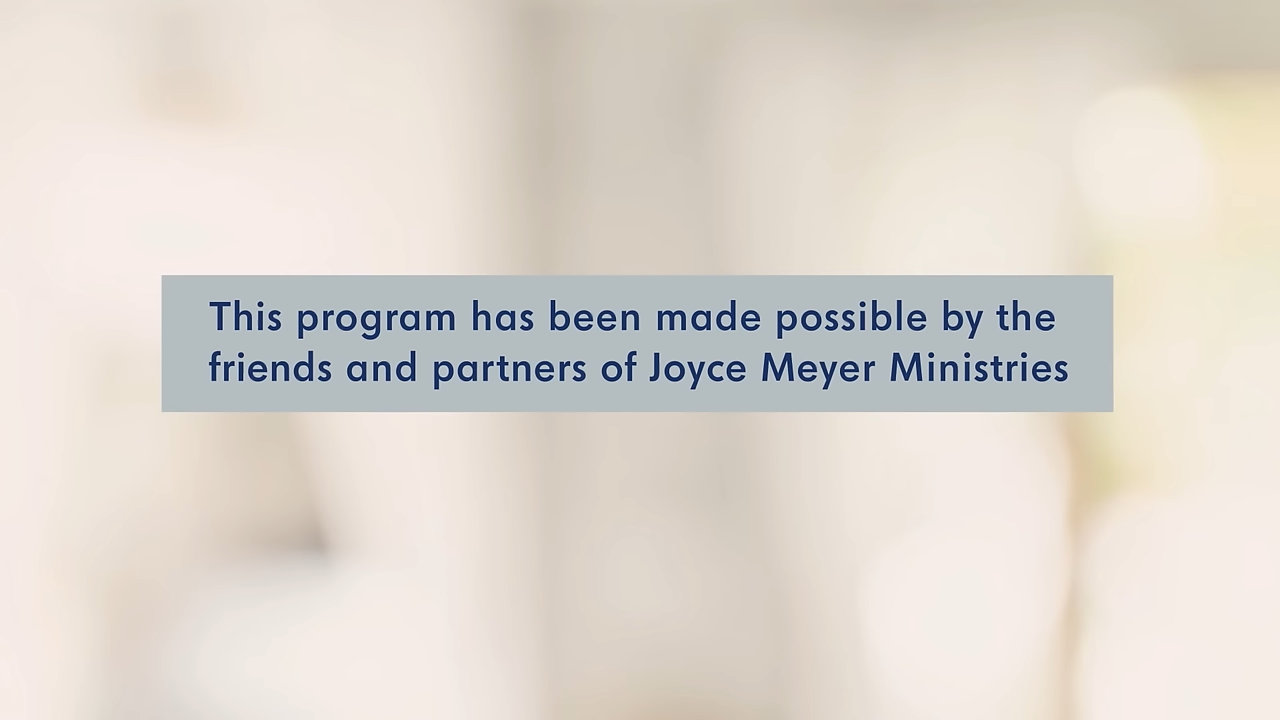 This program has been made possible by the
friends and partners of Joyce Meyer Ministries